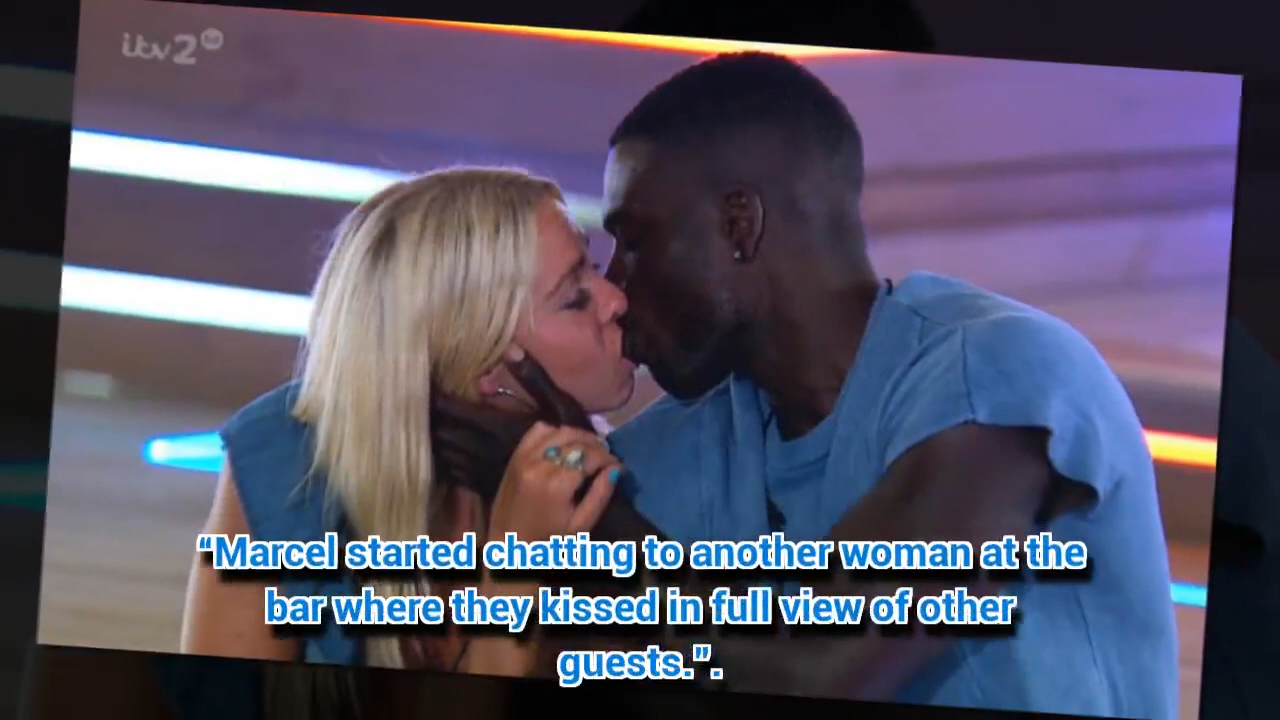 itv2
“Marcel started chatting to another woman at the
bar where they kissed in full view of other
guests.”.